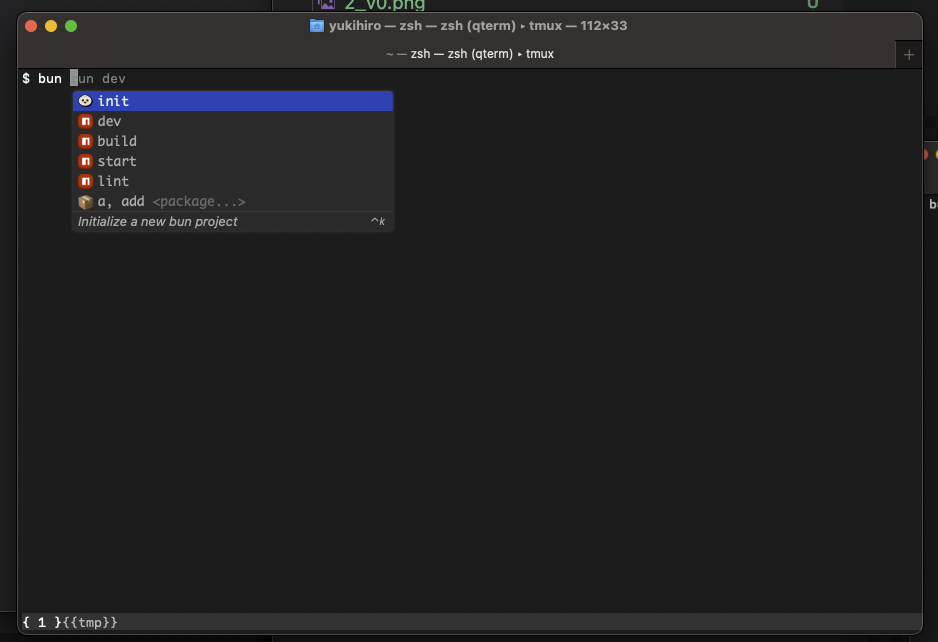 2_v0.png U
yukihiro — zsh — zsh (qterm) ▸ tmux — 112×33
~ — zsh — zsh (qterm) ▸ tmux +
$ bun run dev
init
dev
build
start
lint
a, add <package...>
Initialize a new bun project ^k
{ 1 }{{tmp}}